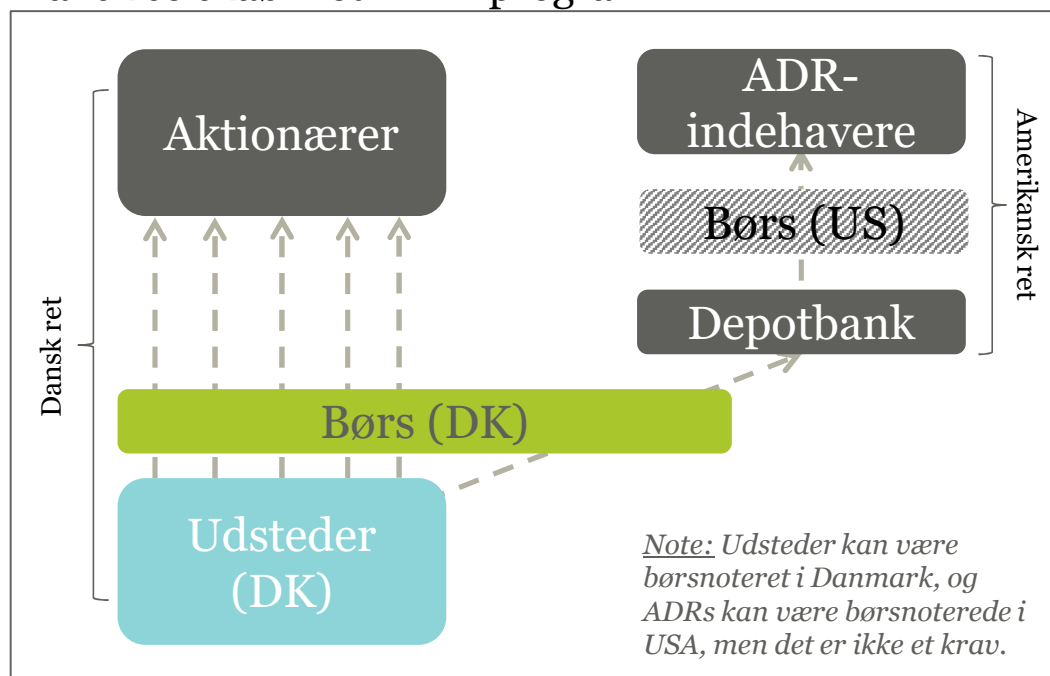 Aktionærer
ADR-
indehavere
Børs (US)
Depotbank
Amerikansk ret
Dansk ret
Børs (DK)
Udsteder
(DK)
Note: Udsteder kan være
børsnoteret i Danmark, og
ADRs kan være børsnoterede i
USA, men det er ikke et krav.